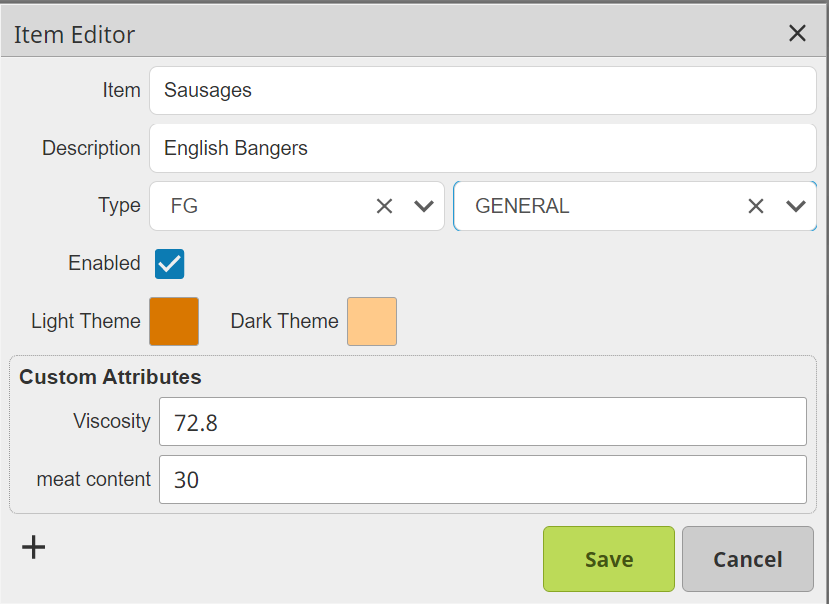 Item Editor
Item Sausages
Description English Bangers
Type FG GENERAL
Enabled
Light Theme Dark Theme
Custom Attributes
Viscosity 72.8
meat content 30
Save Cancel